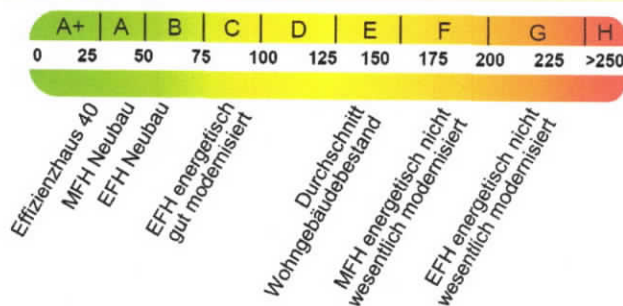 A+ A B C D E F G H
0 25 50 75 100 125 150 175 200 225 >250
Effizienzhaus 40
MFH Neubau
EFH Neubau
EFH energetisch
gut modernisiert
Durchschnitt
Wohngebäudebestand
MFH energetisch nicht
wesentlich modernisiert
EFH energetisch nicht
wesentlich modernisiert